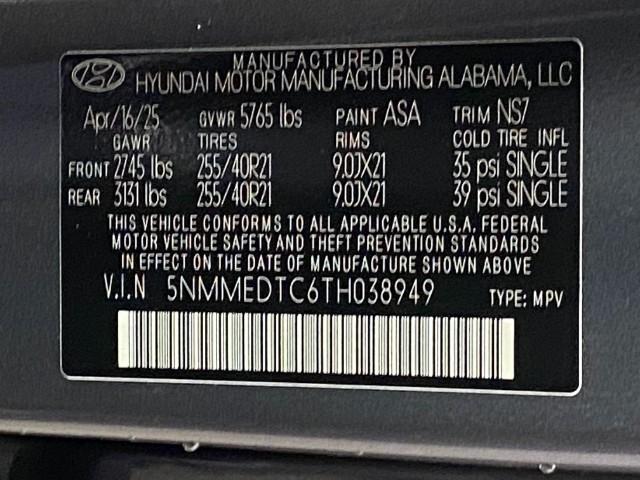 MANUFACTURED BY
HYUNDAI MOTOR MANUFACTURING ALABAMA, LLC
Apr/16/25 GVWR 5765 lbs PAINT ASA TRIM NS7
GAWR TIRES RIMS COLD TIRE INFL
FRONT 2745 lbs 255/40R21 9.0JX21 35 psi SINGLE
REAR 3131 lbs 255/40R21 9.0JX21 39 psi SINGLE
THIS VEHICLE CONFORMS TO ALL APPLICABLE U.S.A. FEDERAL
MOTOR VEHICLE SAFETY AND THEFT PREVENTION STANDARDS
IN EFFECT ON THE DATE OF MANUFACTURE SHOWN ABOVE
V.I.N 5NMMEDTC6TH038949 TYPE: MPV